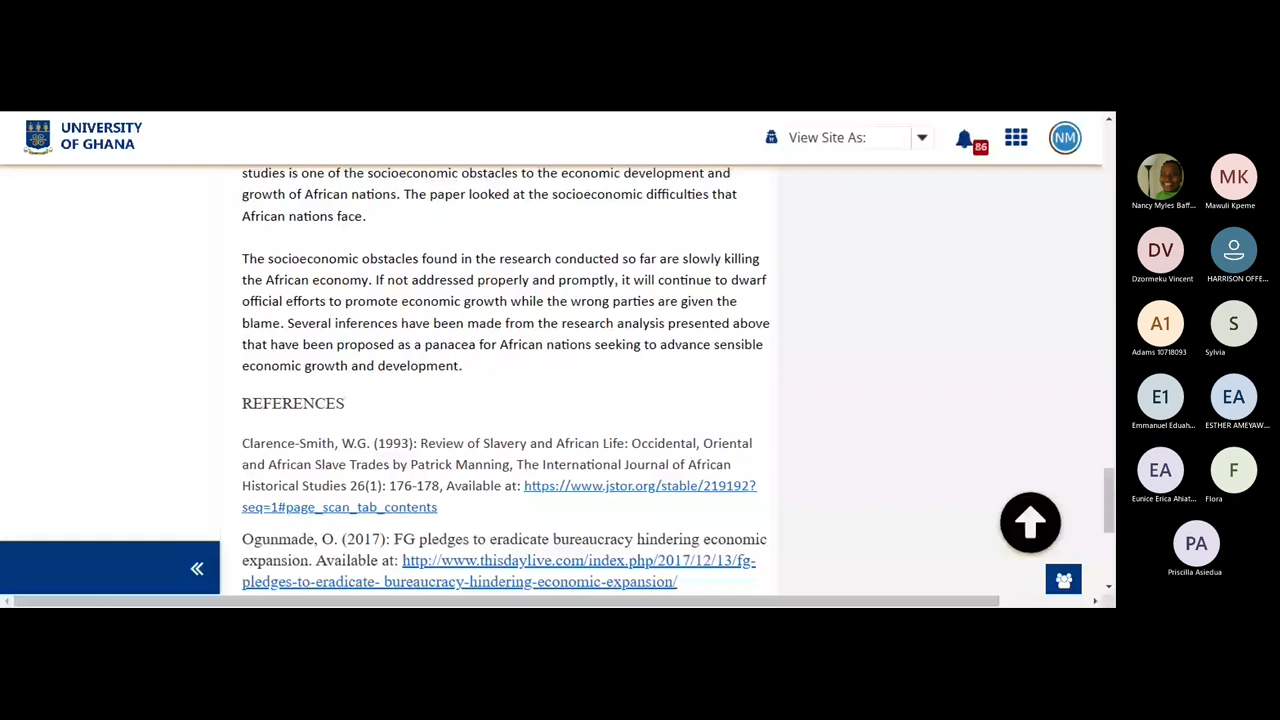 UNIVERSITY
OF GHANA
View Site As:
86
NM
studies is one of the socioeconomic obstacles to the economic development and
growth of African nations. The paper looked at the socioeconomic difficulties that
African nations face.
The socioeconomic obstacles found in the research conducted so far are slowly killing
the African economy. If not addressed properly and promptly, it will continue to dwarf
official efforts to promote economic growth while the wrong parties are given the
blame. Several inferences have been made from the research analysis presented above
that have been proposed as a panacea for African nations seeking to advance sensible
economic growth and development.
REFERENCES
Clarence-Smith, W.G. (1993): Review of Slavery and African Life: Occidental, Oriental
and African Slave Trades by Patrick Manning, The International Journal of African
Historical Studies 26(1): 176-178, Available at: https://www.jstor.org/stable/219192?
seq=1#page_scan_tab_contents
Ogunmade, O. (2017): FG pledges to eradicate bureaucracy hindering economic
expansion. Available at: http://www.thisdaylive.com/index.php/2017/12/13/fg-
pledges-to-eradicate- bureaucracy-hindering-economic-expansion/
MK
Nancy Myles Baff...
Mawuli Kpeme
DV
Dzormeku Vincent
HARRISON OFFE...
A1
S
Adams 10718093
Sylvia
E1
EA
Emmanuel Eduah...
ESTHER AMEYAW...
EA
F
Eunice Erica Ahiat...
Flora
PA
Priscilla Asiedua